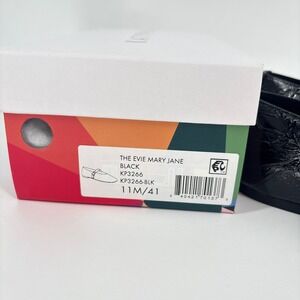 THE EVIE MARY JANE
BLACK
KP3266
KP3266-BLK
11M/41